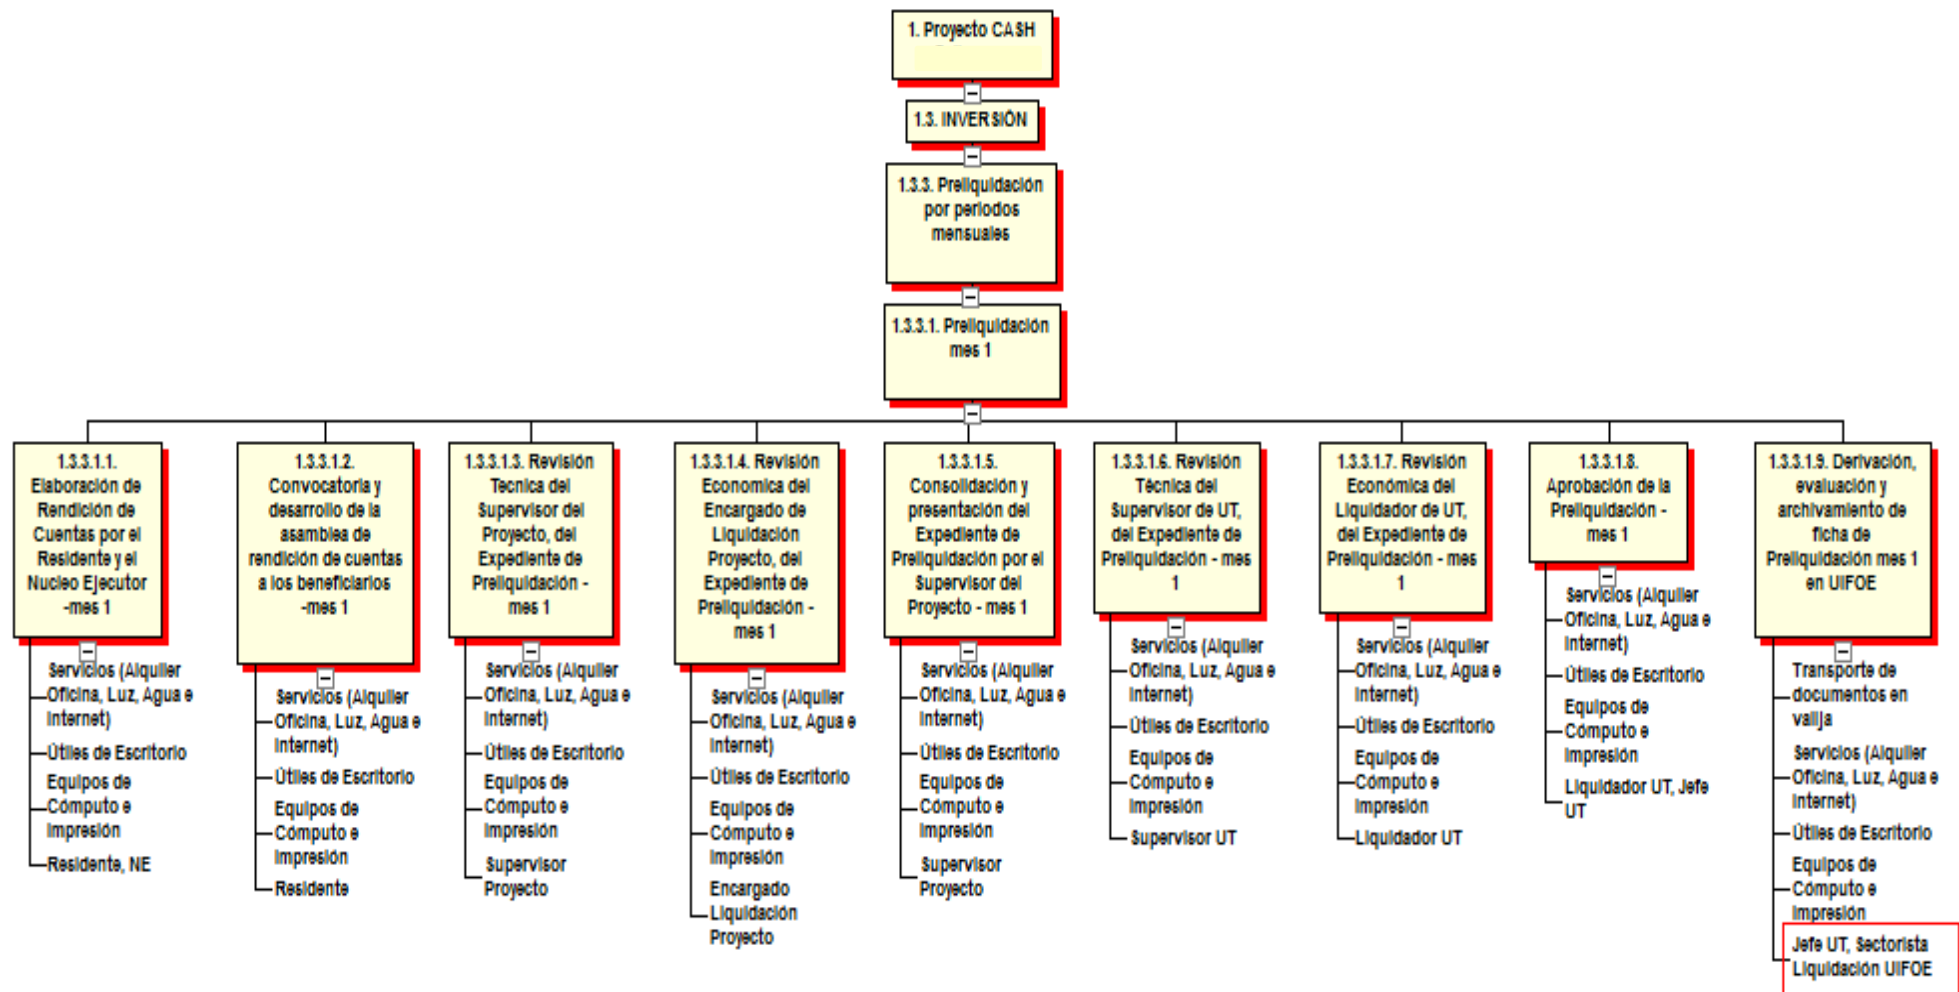 1. Proyecto CASH
1.3. INVERSIÓN
1.3.3. Preliquidación
por periodos
mensuales
1.3.3.1. Preliquidación
mes 1
1.3.3.1.1.
Elaboración de
Rendición de
Cuentas por el
Residente y el
Nucleo Ejecutor
-mes 1
Servicios (Alquiler
Oficina, Luz, Agua e
Internet)
Útiles de Escritorio
Equipos de
Cómputo e
Impresión
Residente, NE
1.3.3.1.2.
Convocatoria y
desarrollo de la
asamblea de
rendición de cuentas
a los beneficiarios
-mes 1
Servicios (Alquiler
Oficina, Luz, Agua e
Internet)
Útiles de Escritorio
Equipos de
Cómputo e
Impresión
Residente
1.3.3.1.3. Revisión
Tecnica del
Supervisor del
Proyecto, del
Expediente de
Preliquidación -
mes 1
Servicios (Alquiler
Oficina, Luz, Agua e
Internet)
Útiles de Escritorio
Equipos de
Cómputo e
Impresión
Supervisor
Proyecto
1.3.3.1.4. Revisión
Economica del
Encargado de
Liquidación
Proyecto, del
Expediente de
Preliquidación -
mes 1
Servicios (Alquiler
Oficina, Luz, Agua e
Internet)
Útiles de Escritorio
Equipos de
Cómputo e
Impresión
Encargado
Liquidación
Proyecto
1.3.3.1.5.
Consolidación y
presentación del
Expediente de
Preliquidación por el
Supervisor del
Proyecto - mes 1
Servicios (Alquiler
Oficina, Luz, Agua e
Internet)
Útiles de Escritorio
Equipos de
Cómputo e
Impresión
Supervisor
Proyecto
1.3.3.1.6. Revisión
Técnica del
Supervisor de UT,
del Expediente de
Preliquidación - mes
1
Servicios (Alquiler
Oficina, Luz, Agua e
Internet)
Útiles de Escritorio
Equipos de
Cómputo e
Impresión
Supervisor UT
1.3.3.1.7. Revisión
Económica del
Liquidador de UT,
del Expediente de
Preliquidación - mes
1
Servicios (Alquiler
Oficina, Luz, Agua e
Internet)
Útiles de Escritorio
Equipos de
Cómputo e
Impresión
Liquidador UT
1.3.3.1.8.
Aprobación de la
Preliquidación -
mes 1
Servicios (Alquiler
Oficina, Luz, Agua e
Internet)
Útiles de Escritorio
Equipos de
Cómputo e
Impresión
Liquidador UT, Jefe
UT
1.3.3.1.9. Derivación,
evaluación y
archivamiento de
ficha de
Preliquidación mes 1
en UIFOE
Transporte de
documentos en
valija
Servicios (Alquiler
Oficina, Luz, Agua e
Internet)
Útiles de Escritorio
Equipos de
Cómputo e
Impresión
Jefe UT, Sectorista
Liquidación UIFOE